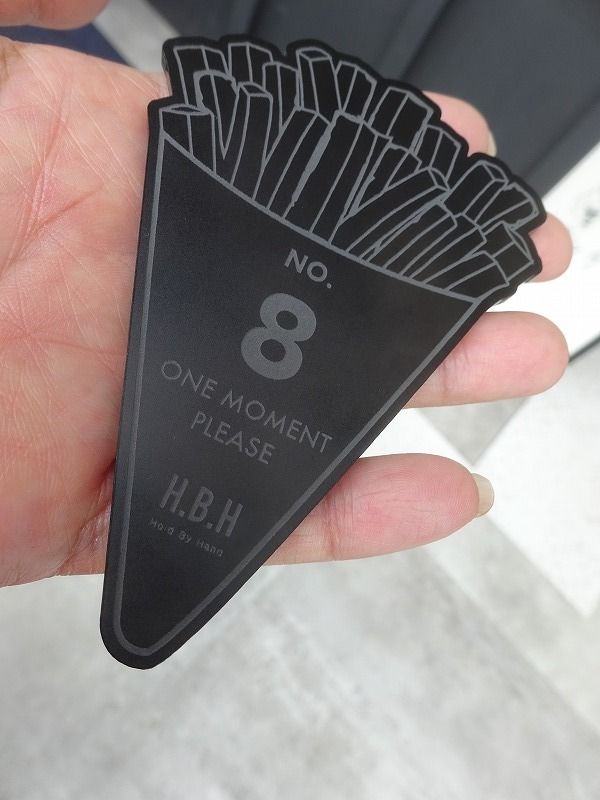 NO.
8
ONE MOMENT
PLEASE
H.B.H
Hold By Hand